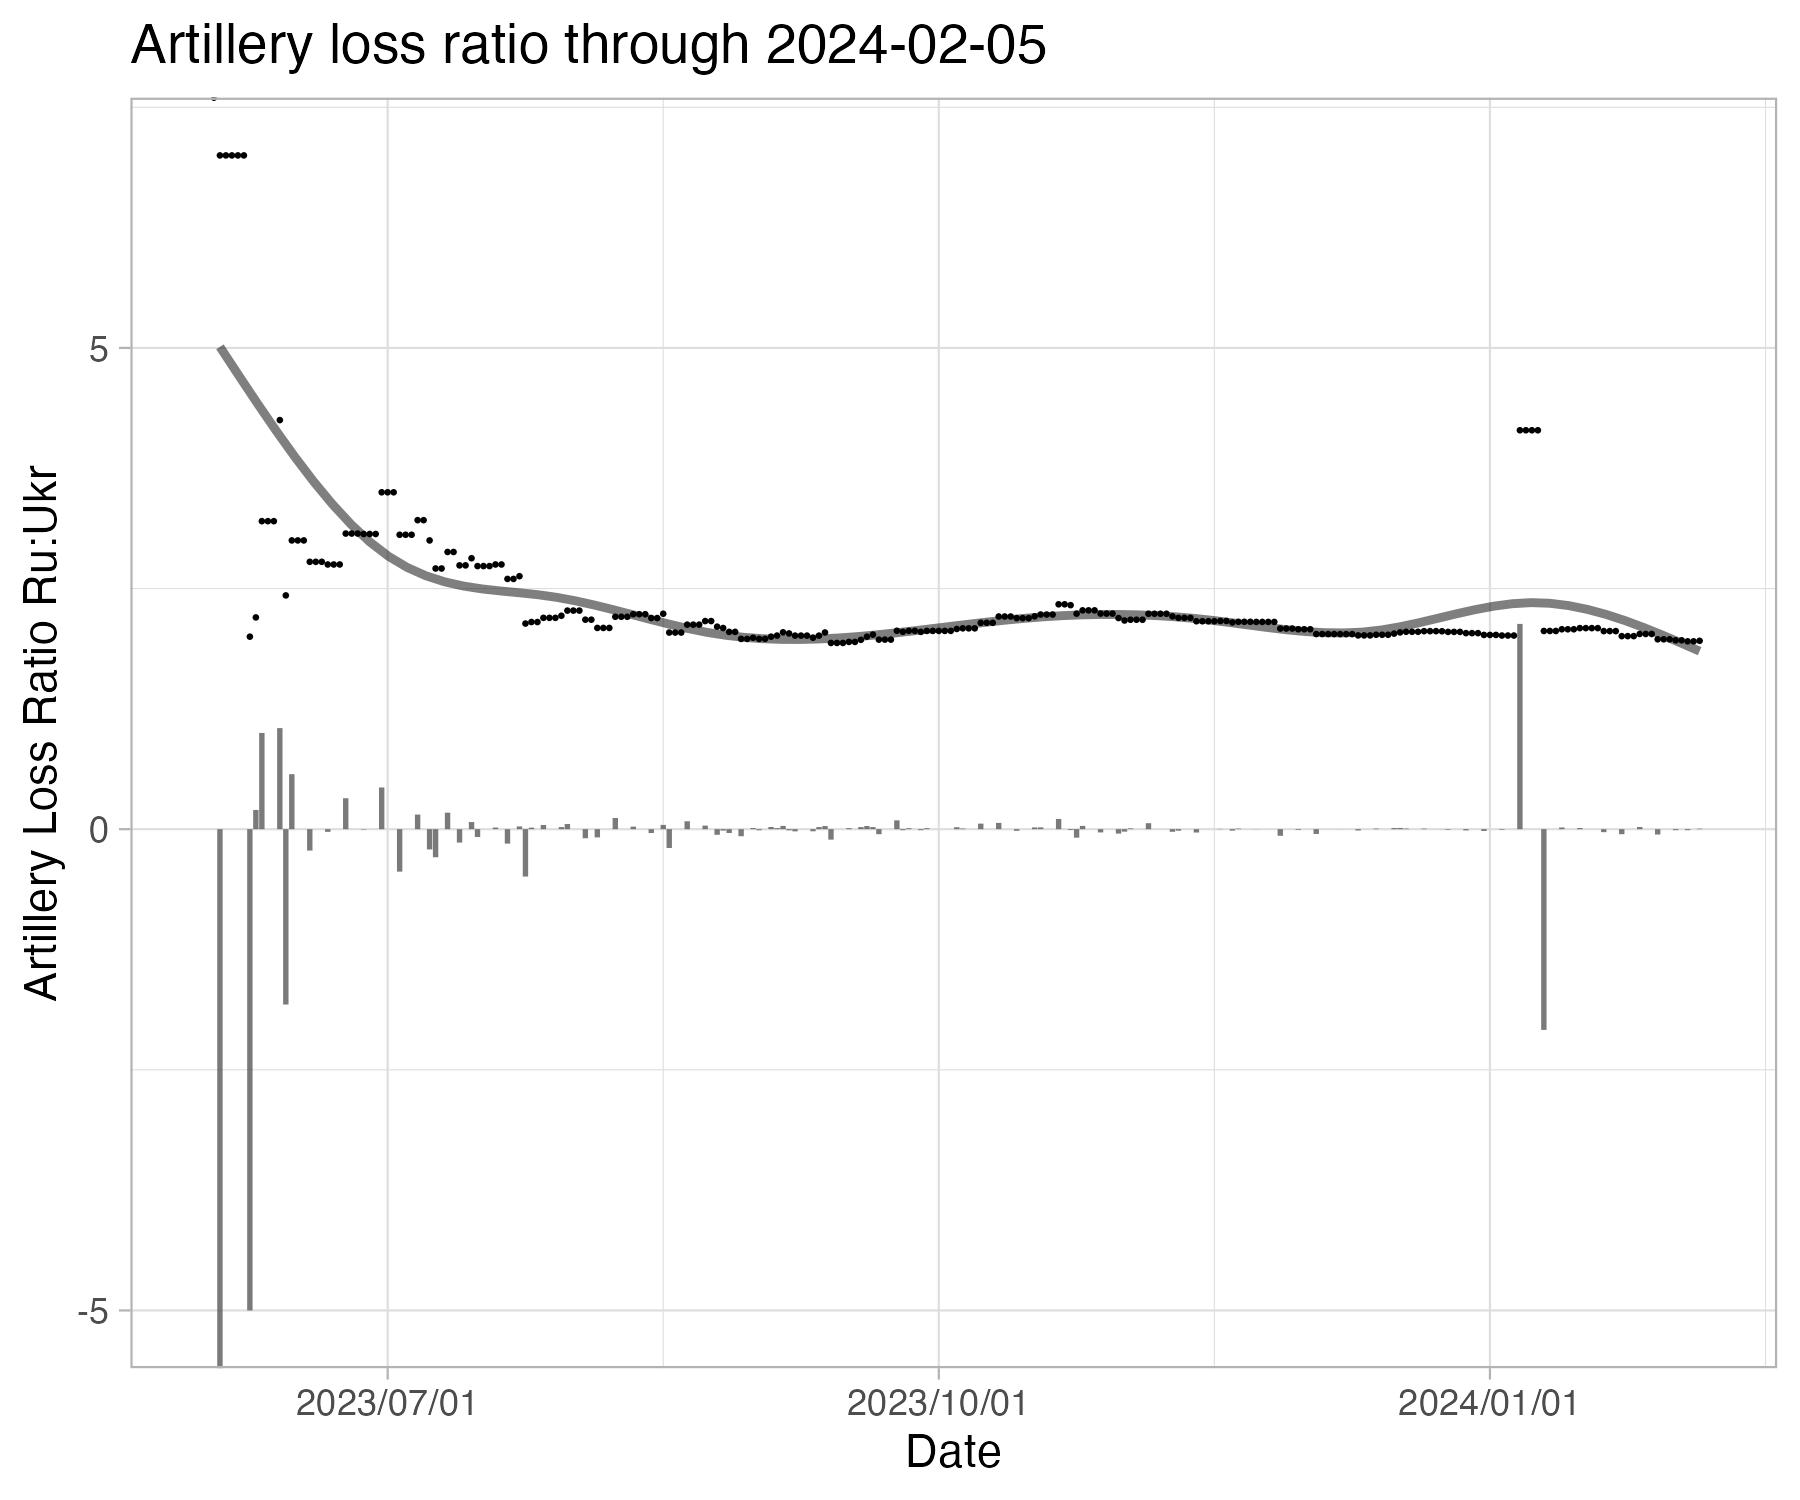 Artillery loss ratio through 2024-02-05
Artillery Loss Ratio Ru:Ukr
5
0
-5
2023/07/01
2023/10/01
2024/01/01
Date